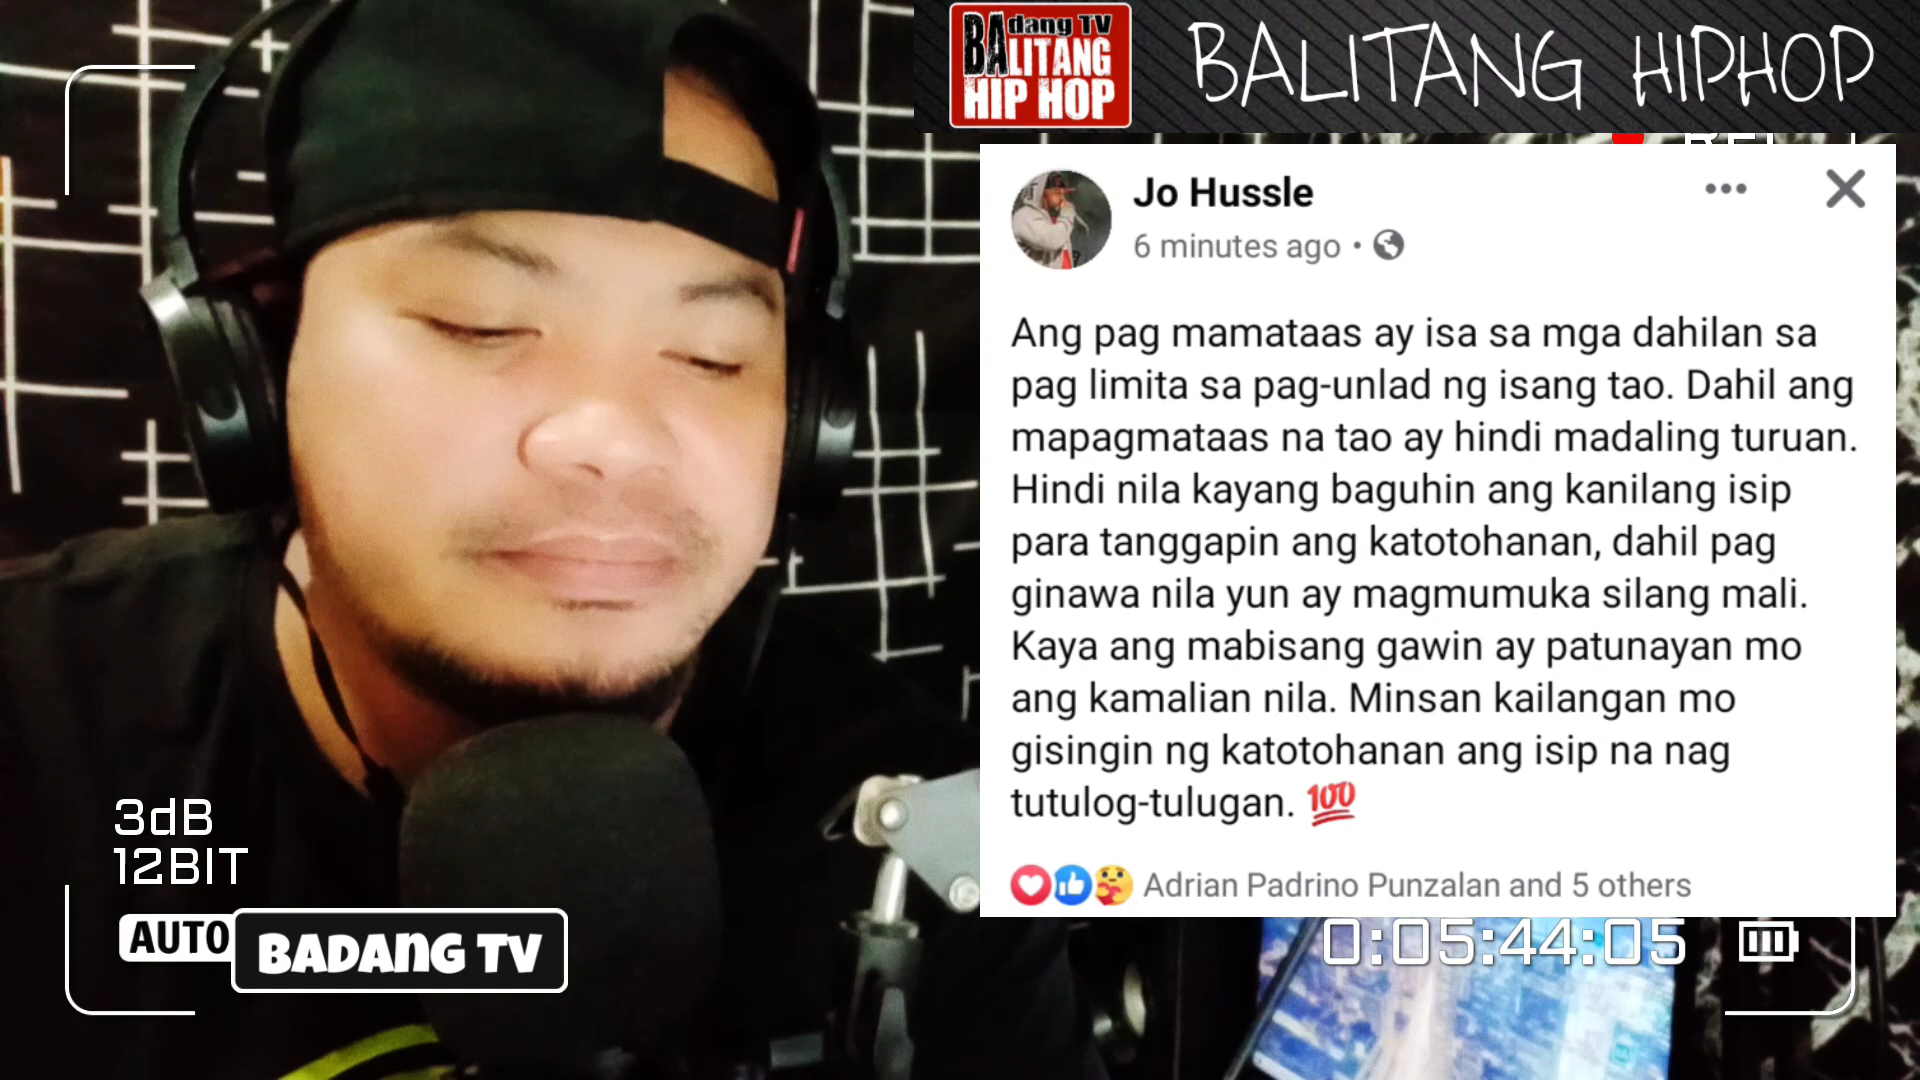 BAdang TV
BALITANG
HIP HOP
BALITANG HIPHOP
Jo Hussle
6 minutes ago
Ang pag mamataas ay isa sa mga dahilan sa
pag limita sa pag-unlad ng isang tao. Dahil ang
mapagmataas na tao ay hindi madaling turuan.
Hindi nila kayang baguhin ang kanilang isip
para tanggapin ang katotohanan, dahil pag
ginawa nila yun ay magmumuka silang mali.
Kaya ang mabisang gawin ay patunayan mo
ang kamalian nila. Minsan kailangan mo
gisingin ng katotohanan ang isip na nag
tutulog-tulugan. 💯
Adrian Padrino Punzalan and 5 others
3dB
12BIT
AUTO
BADANG TV
0:05:44:05